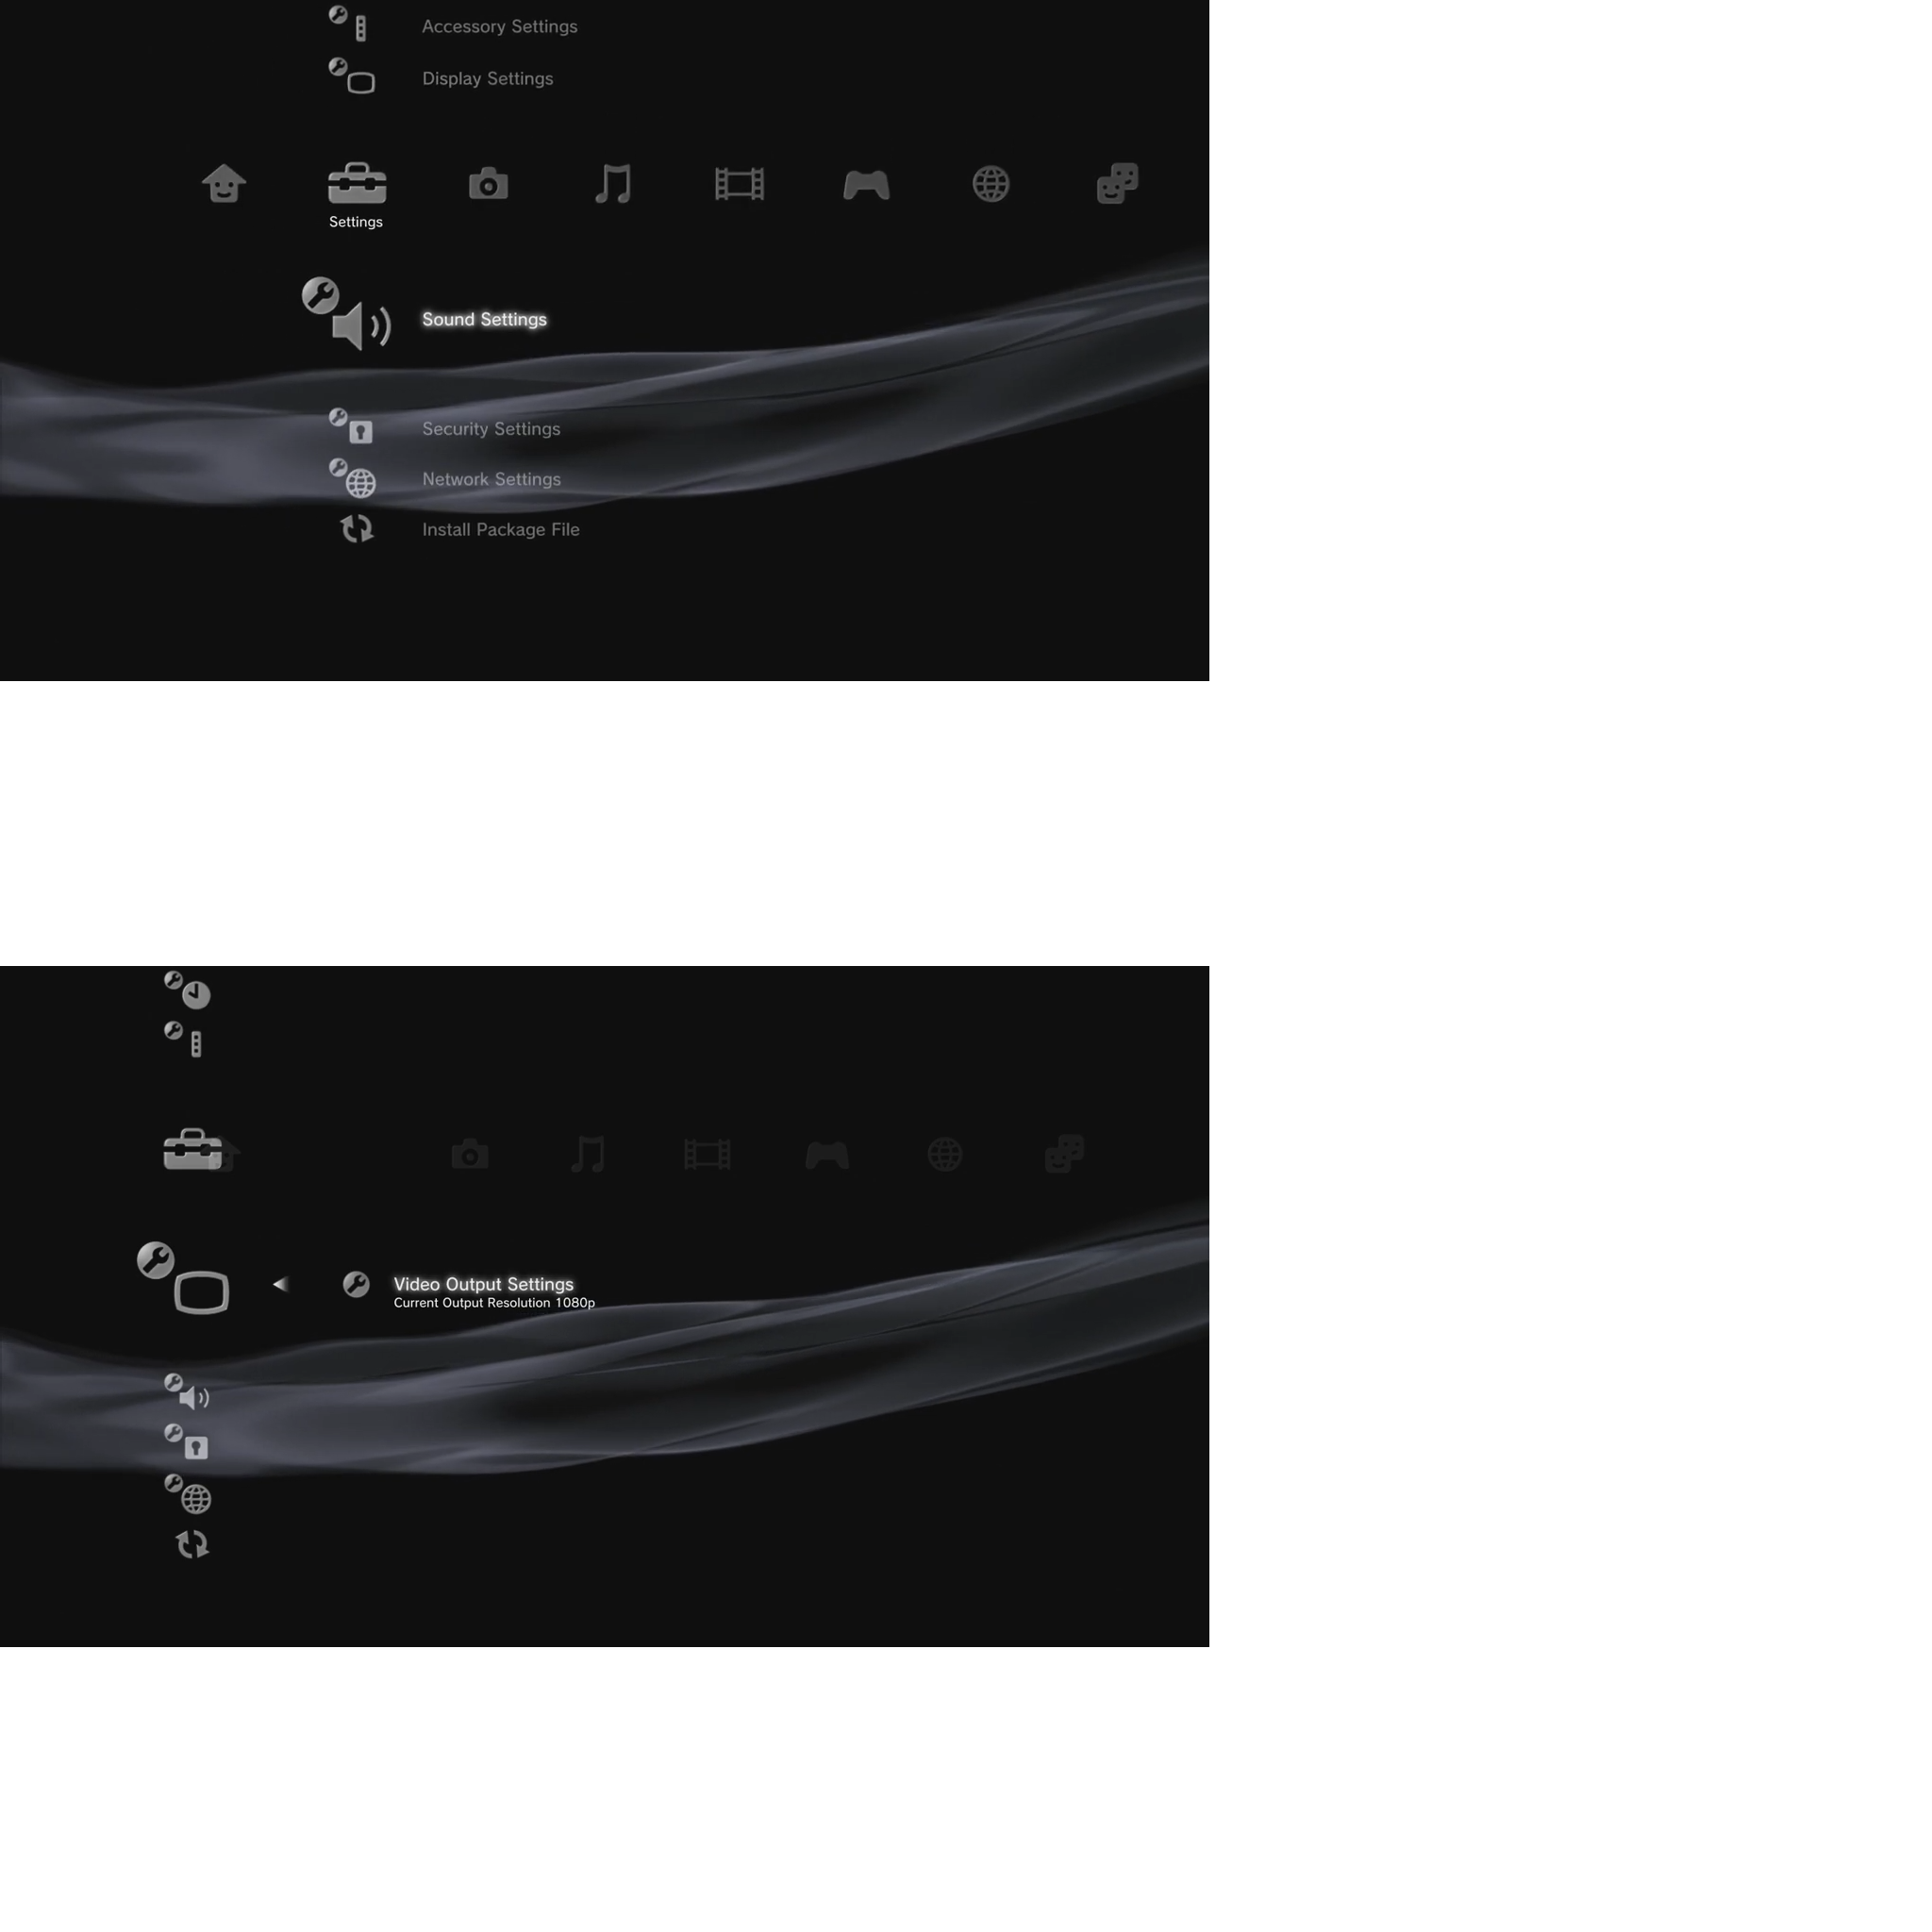 Accessory Settings
Display Settings
Settings
Sound Settings
Security Settings
Network Settings
Install Package File
Video Output Settings
Current Output Resolution 1080p